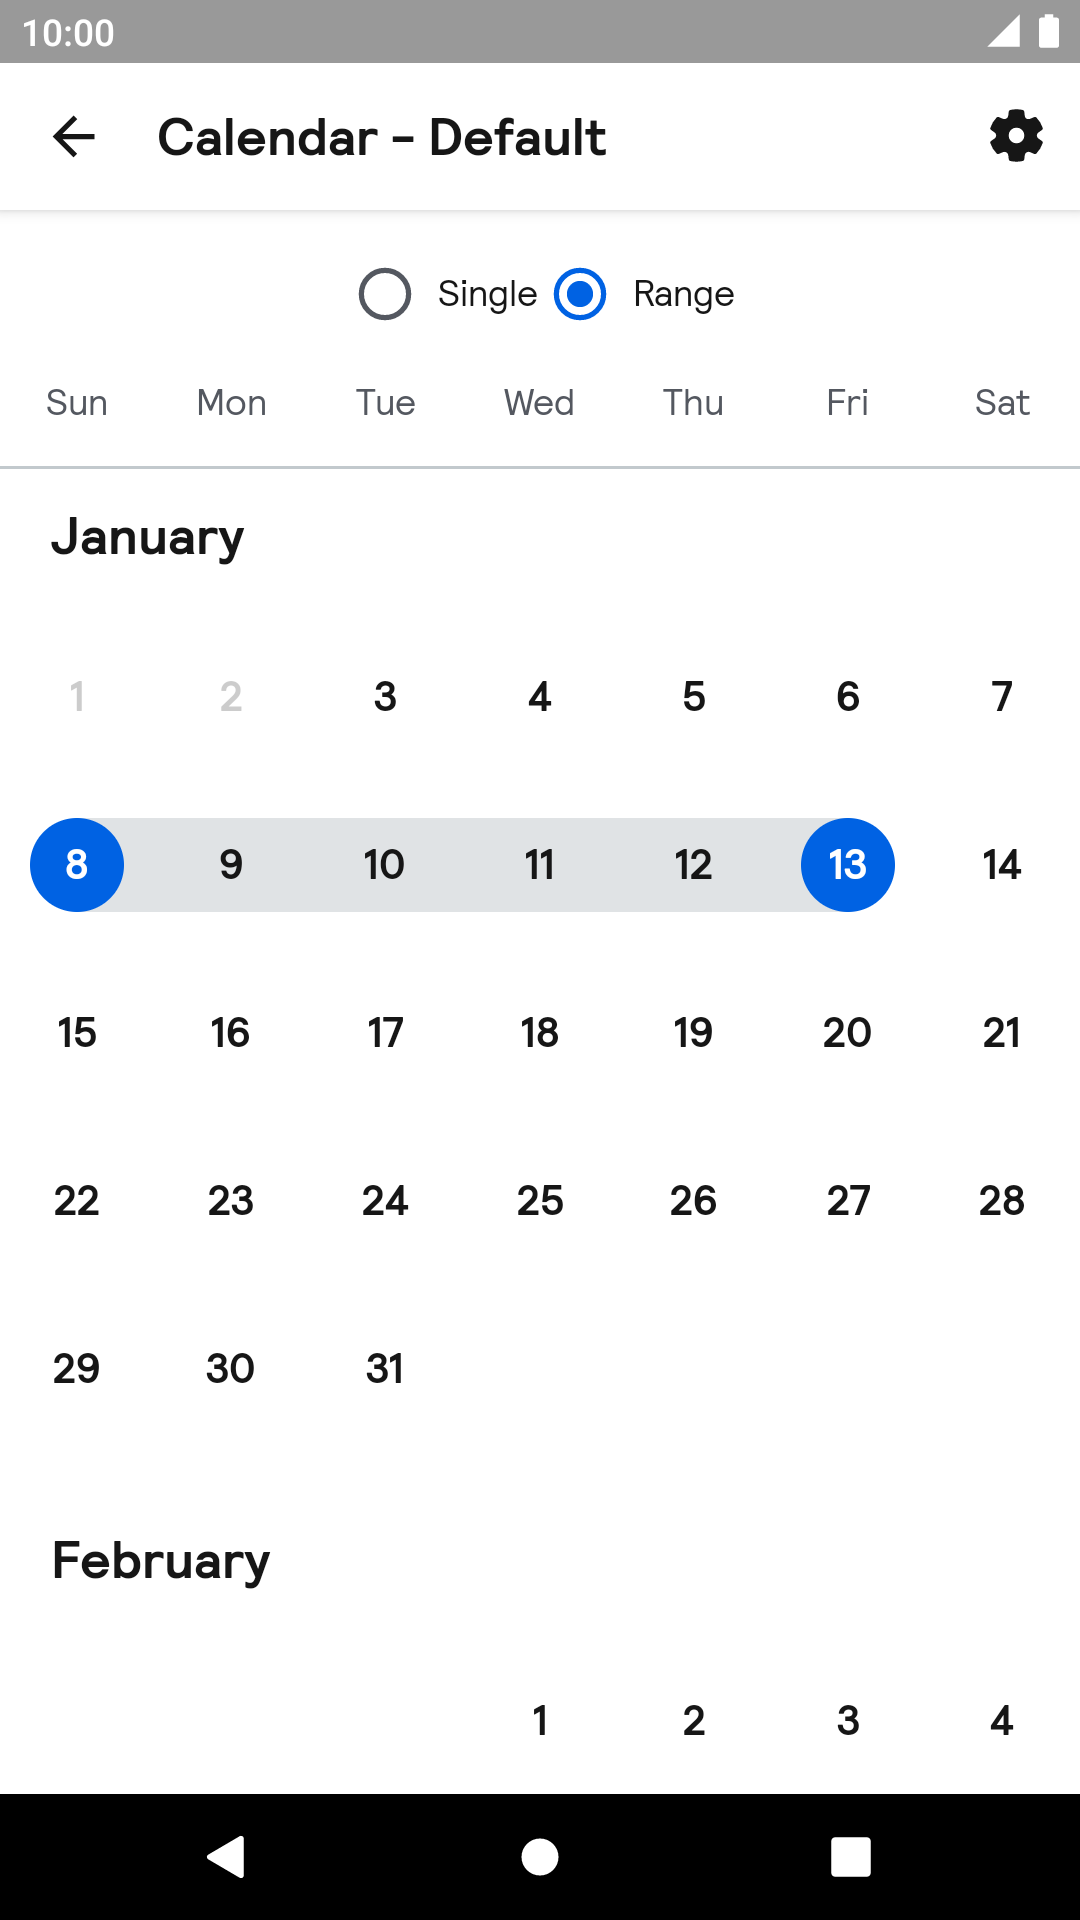 10:00
Calendar – Default
Single Range
Sun Mon Tue Wed Thu Fri Sat
January
1 2 3 4 5 6 7
8 9 10 11 12 13 14
15 16 17 18 19 20 21
22 23 24 25 26 27 28
29 30 31
February
1 2 3 4